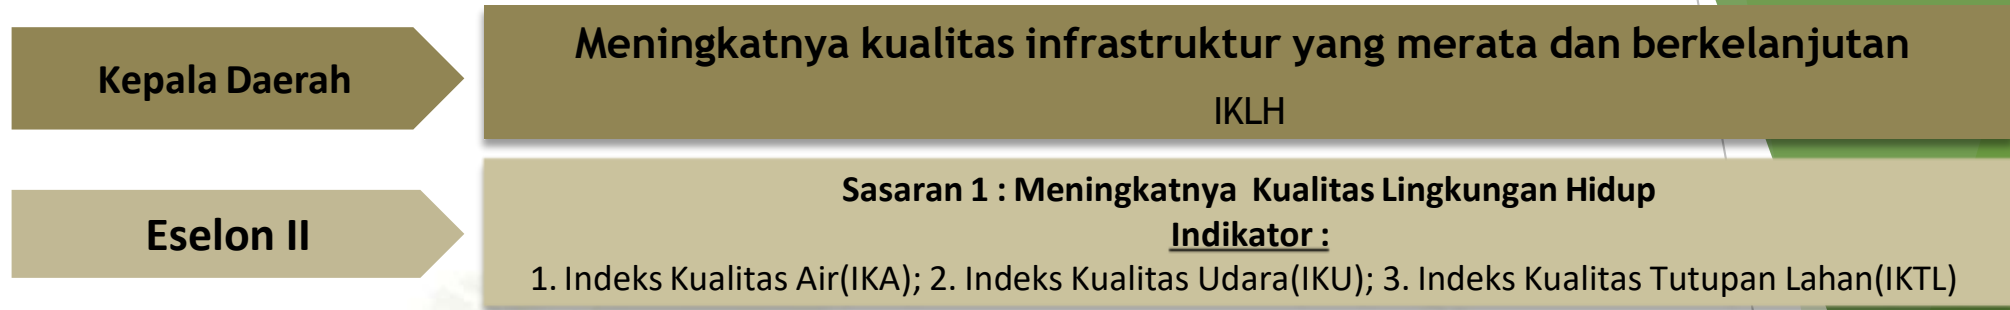 Kepala Daerah
Meningkatnya kualitas infrastruktur yang merata dan berkelanjutan
IKLH
Eselon II
Sasaran 1 : Meningkatnya Kualitas Lingkungan Hidup
Indikator :
1. Indeks Kualitas Air(IKA); 2. Indeks Kualitas Udara(IKU); 3. Indeks Kualitas Tutupan Lahan(IKTL)